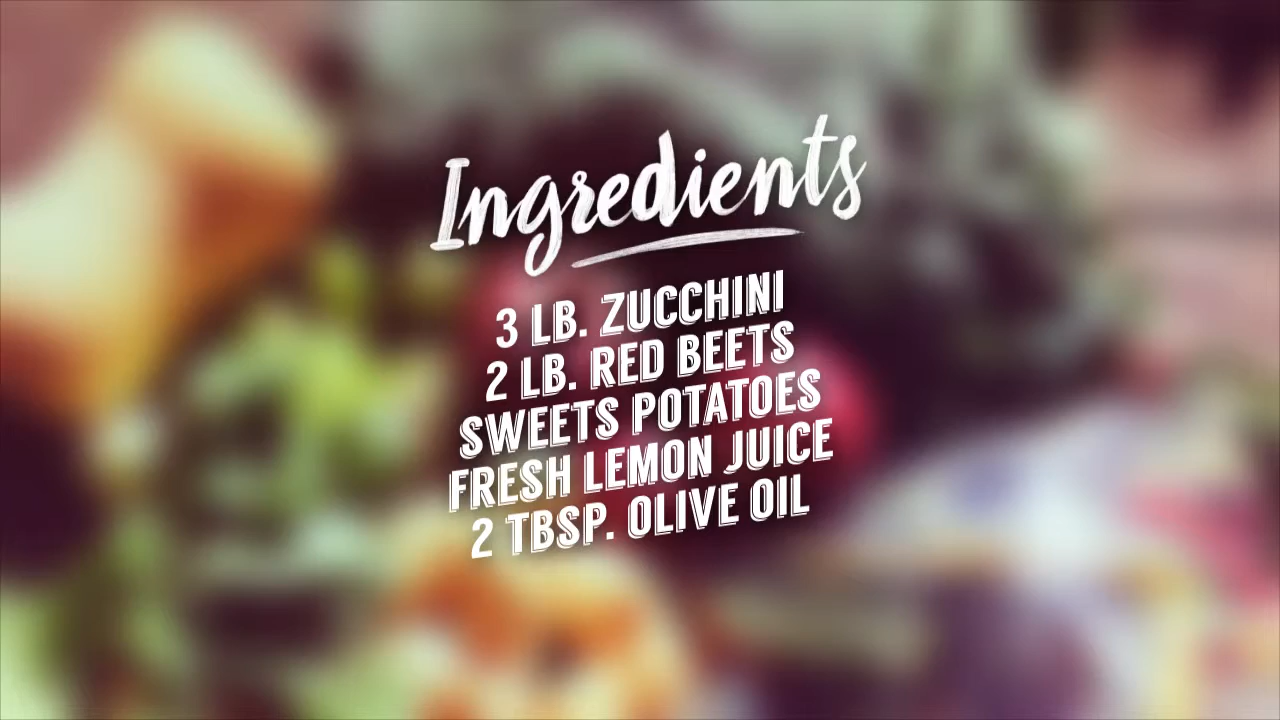 Ingredients
3 LB. ZUCCHINI
2 LB. RED BEETS
SWEETS POTATOES
FRESH LEMON JUICE
2 TBSP. OLIVE OIL